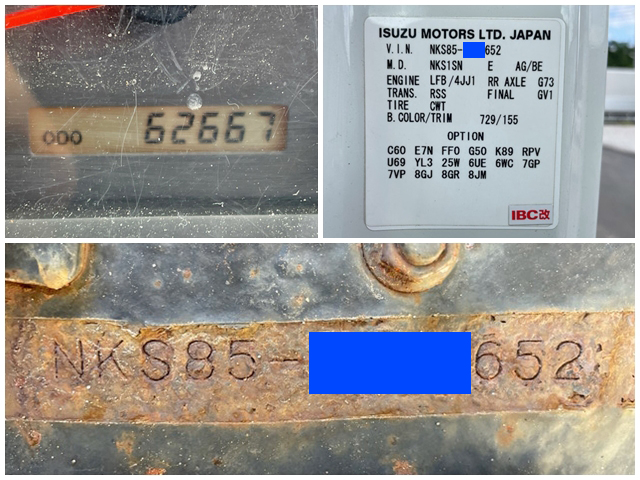 ODO 62667
ISUZU MOTORS LTD. JAPAN
V.I.N. NKS85- 652
M.D. NKS1SN E AG/BE
ENGINE LFB/4JJ1 RR AXLE G73
TRANS. RSS FINAL GV1
TIRE CWT
B.COLOR/TRIM 729/155
OPTION
C60 E7N FF0 G50 K89 RPV
U69 YL3 25W 6UE 6WC 7GP
7VP 8GJ 8GR 8JM
IBC改
NKS85- 652